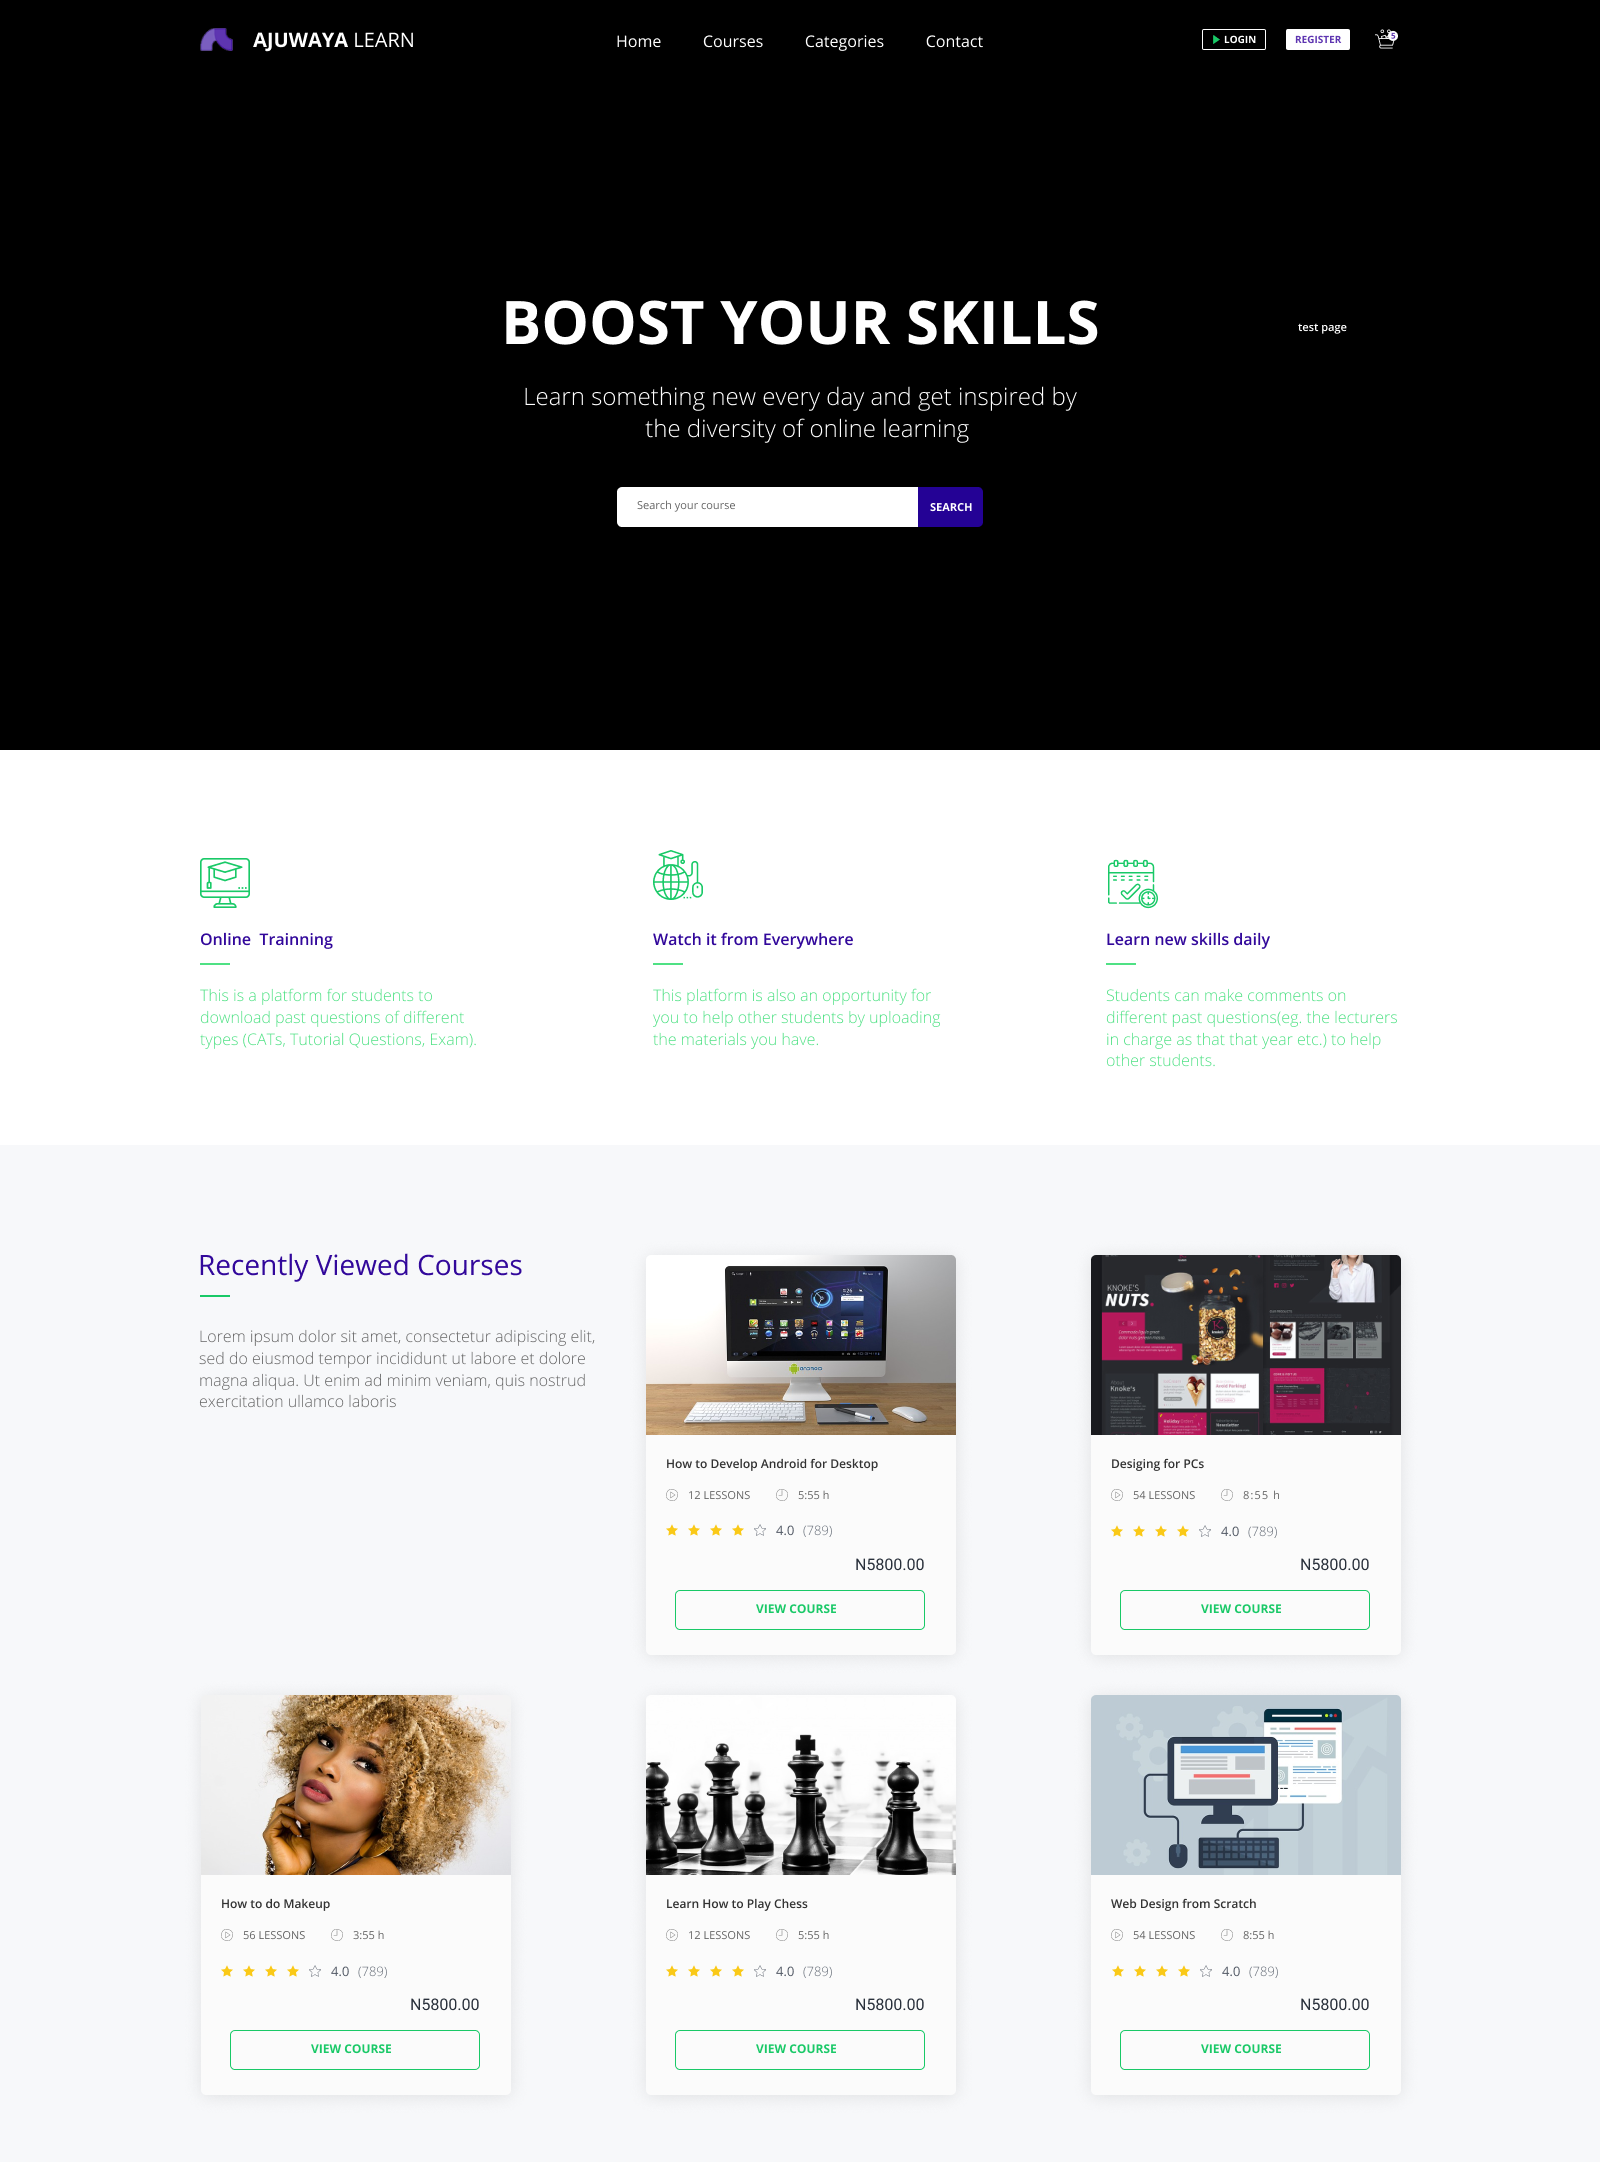 AJUWAYA LEARN
Home Courses Categories Contact
LOGIN
REGISTER
5
BOOST YOUR SKILLS
test page
Learn something new every day and get inspired by
the diversity of online learning
Search your course
SEARCH
Online  Trainning
This is a platform for students to
download past questions of different
types (CATs, Tutorial Questions, Exam).
Watch it from Everywhere
This platform is also an opportunity for
you to help other students by uploading
the materials you have.
Learn new skills daily
Students can make comments on
different past questions(eg. the lecturers
in charge as that that year etc.) to help
other students.
Recently Viewed Courses
Lorem ipsum dolor sit amet, consectetur adipiscing elit,
sed do eiusmod tempor incididunt ut labore et dolore
magna aliqua. Ut enim ad minim veniam, quis nostrud
exercitation ullamco laboris
How to Develop Android for Desktop
12 LESSONS 5:55 h
4.0 (789)
N5800.00
VIEW COURSE
KNOKE'S
NUTS.
About
Knoke's
Desiging for PCs
54 LESSONS 8:55 h
4.0 (789)
N5800.00
VIEW COURSE
How to do Makeup
56 LESSONS 3:55 h
4.0 (789)
N5800.00
VIEW COURSE
Learn How to Play Chess
12 LESSONS 5:55 h
4.0 (789)
N5800.00
VIEW COURSE
Web Design from Scratch
54 LESSONS 8:55 h
4.0 (789)
N5800.00
VIEW COURSE